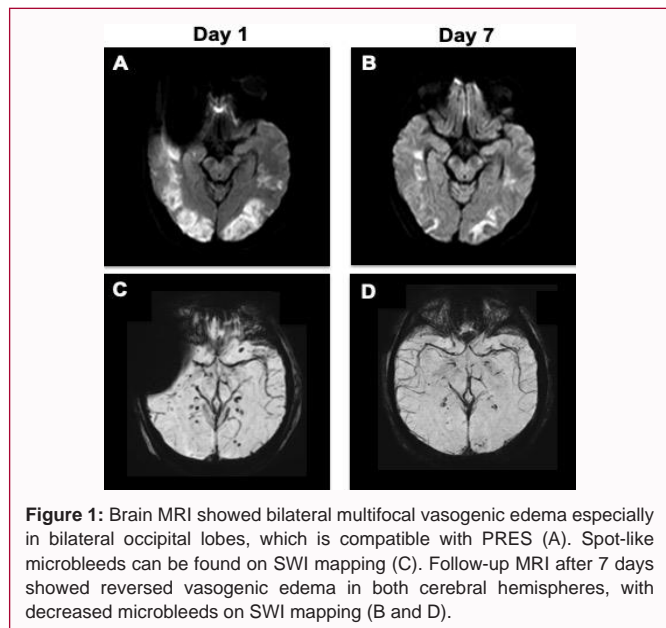 Day 1
Day 7
A
B
C
D
Figure 1: Brain MRI showed bilateral multifocal vasogenic edema especially
in bilateral occipital lobes, which is compatible with PRES (A). Spot-like
microbleeds can be found on SWI mapping (C). Follow-up MRI after 7 days
showed reversed vasogenic edema in both cerebral hemispheres, with
decreased microbleeds on SWI mapping (B and D).